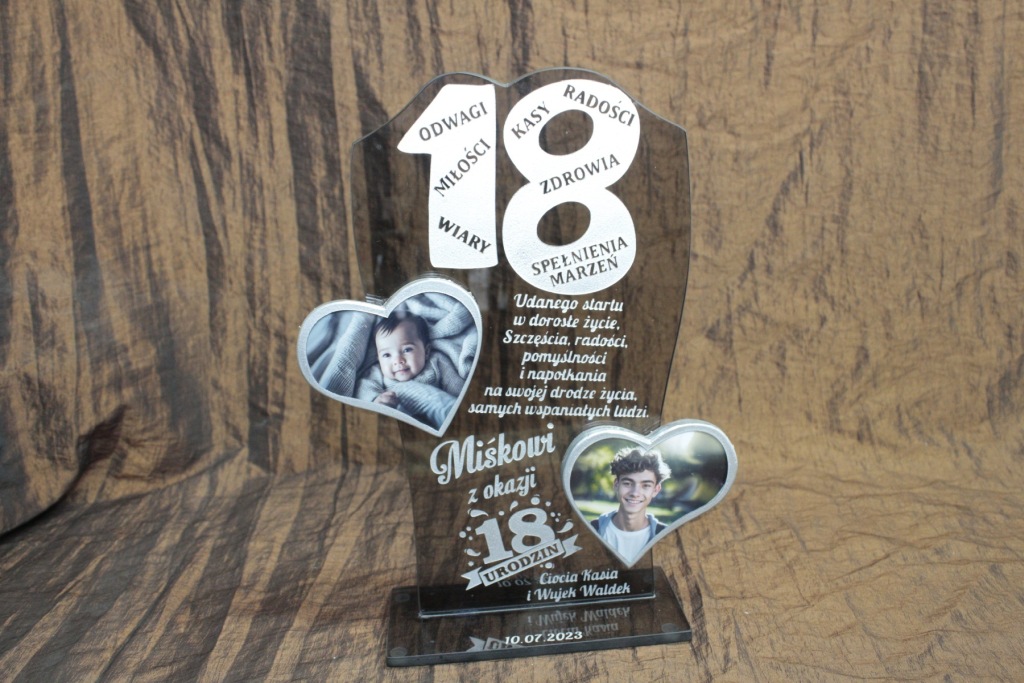 ODWAGI
MIŁOŚCI
WIARY
KASY
RADOŚCI
ZDROWIA
SPEŁNIENIA
MARZEŃ
18
Udanego startu
w dorosłe życie,
Szczęścia, radości,
pomyślności
i napotkania
na swojej drodze życia,
samych wspaniałych ludzi.
Miśkowi
z okazji
18
URODZIN
Ciocia Kasia
i Wujek Waldek
10.07.2023